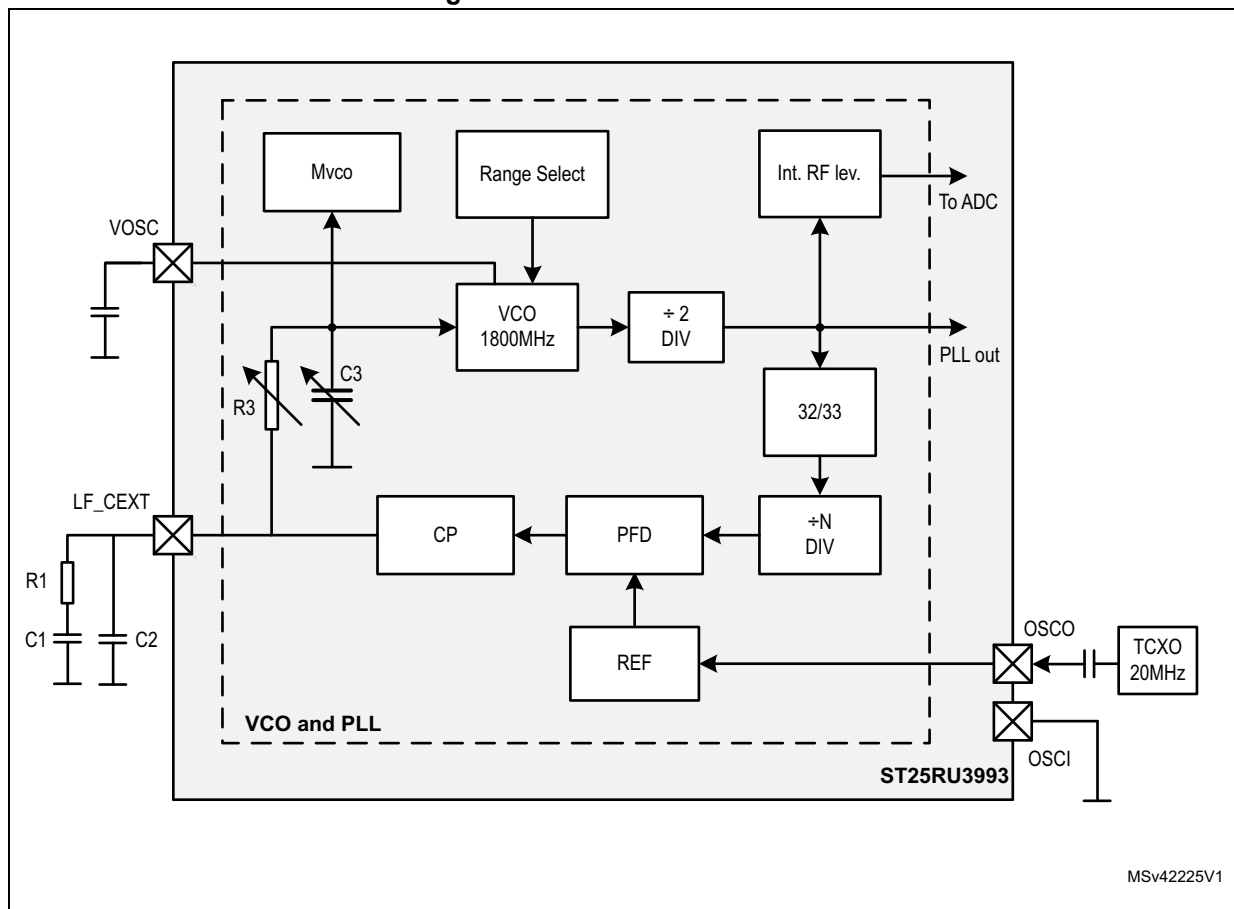 g
Mvco
Range Select
Int. RF lev.
To ADC
VOSC
VCO
1800MHz
÷ 2
DIV
PLL out
R3
C3
32/33
LF_CEXT
CP
PFD
÷N
DIV
R1
C1
C2
REF
OSCO
TCXO
20MHz
VCO and PLL
OSCI
ST25RU3993
MSv42225V1